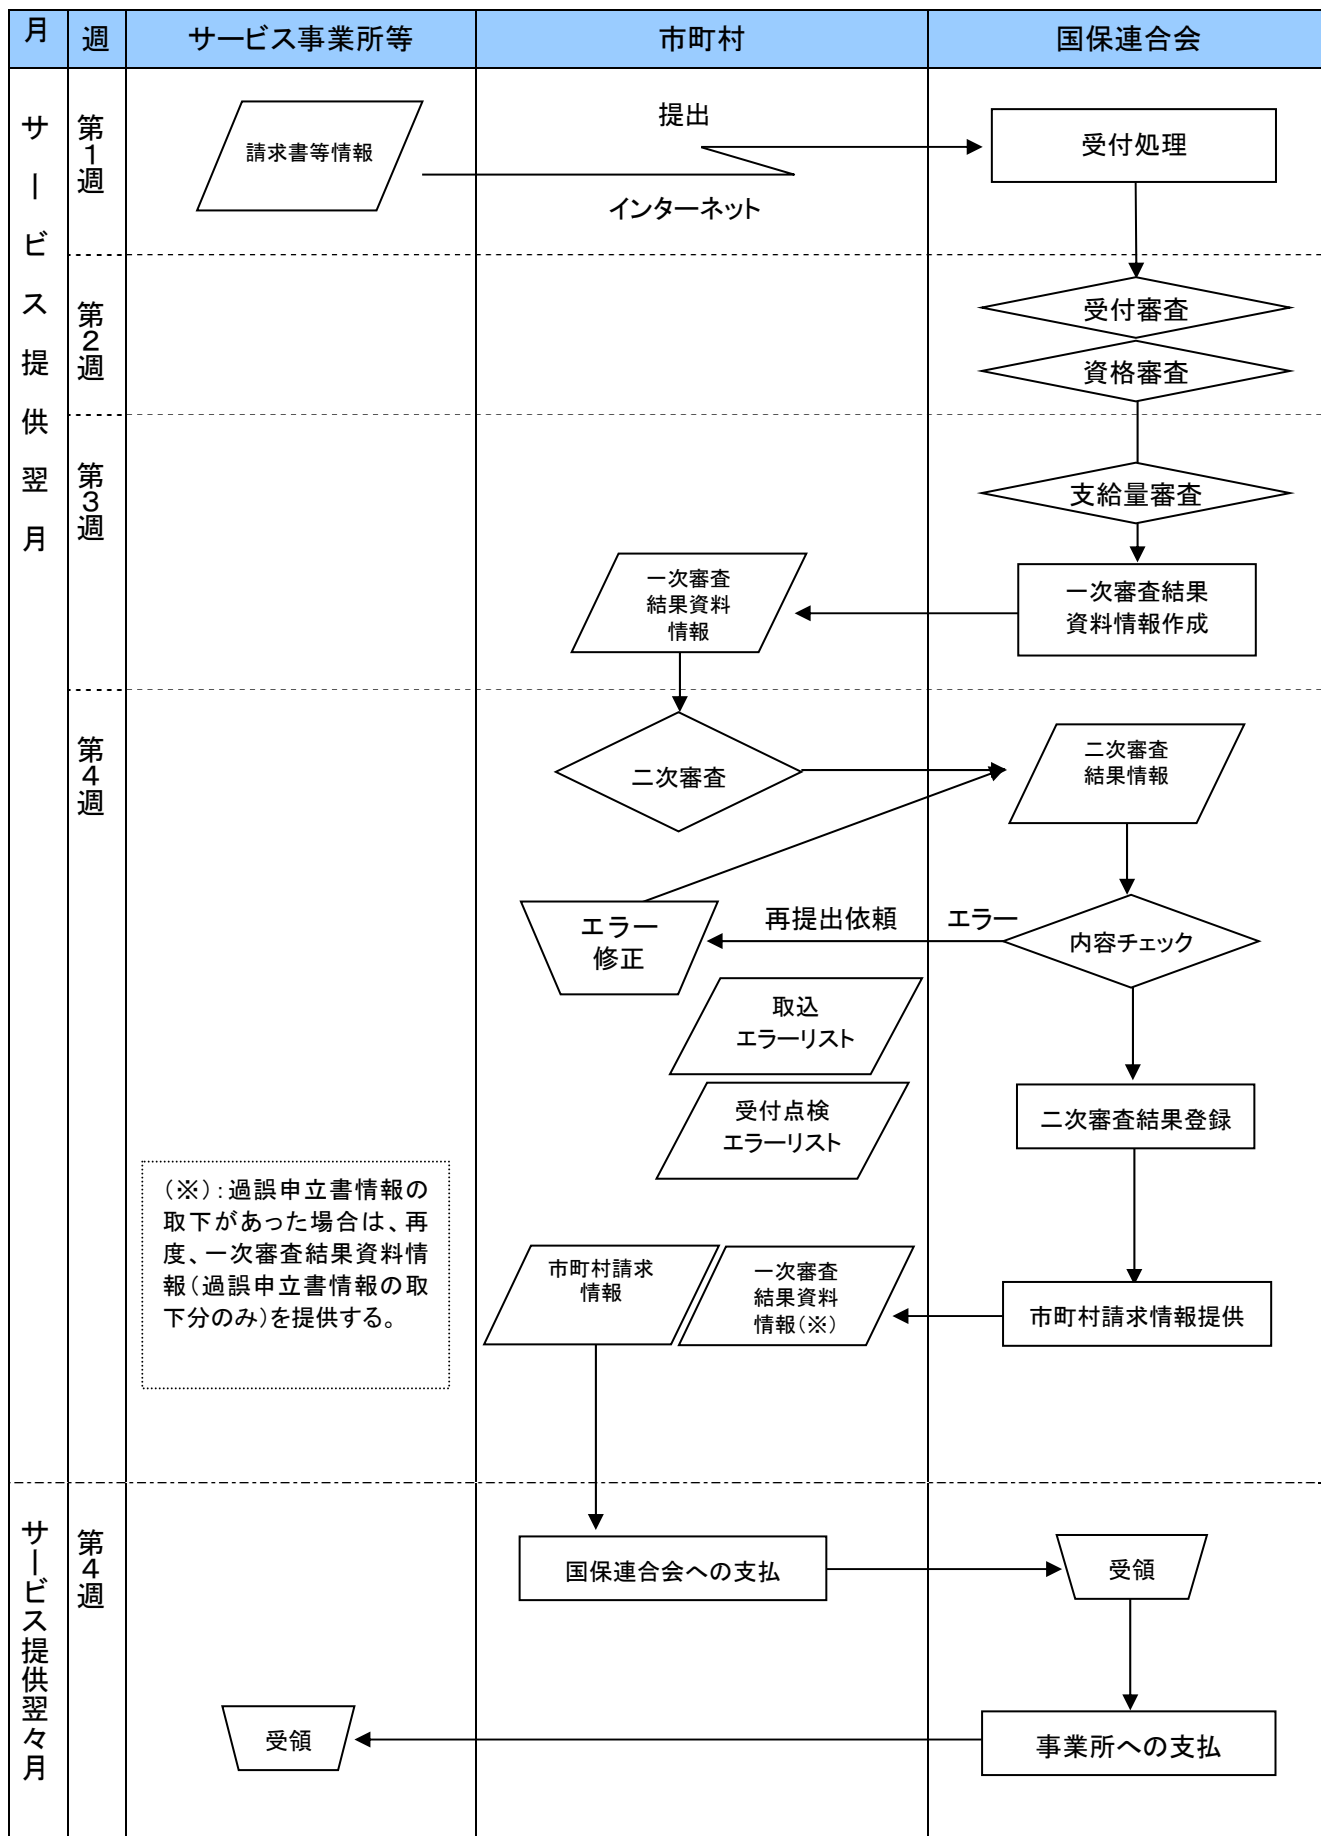 月
週
サービス事業所等
市町村
国保連合会
サービス提供翌月
第1週
請求書等情報
提出
インターネット
受付処理
第2週
受付審査
資格審査
第3週
支給量審査
一次審査
結果資料
情報
一次審査結果
資料情報作成
第4週
二次審査
二次審査
結果情報
エラー
修正
再提出依頼
エラー
内容チェック
取込
エラーリスト
受付点検
エラーリスト
二次審査結果登録
(※):過誤申立書情報の
取下があった場合は、再
度、一次審査結果資料情
報(過誤申立書情報の取
下分のみ)を提供する。
市町村請求
情報
一次審査
結果資料
情報(※)
市町村請求情報提供
サービス提供翌々月
第4週
国保連合会への支払
受領
受領
事業所への支払